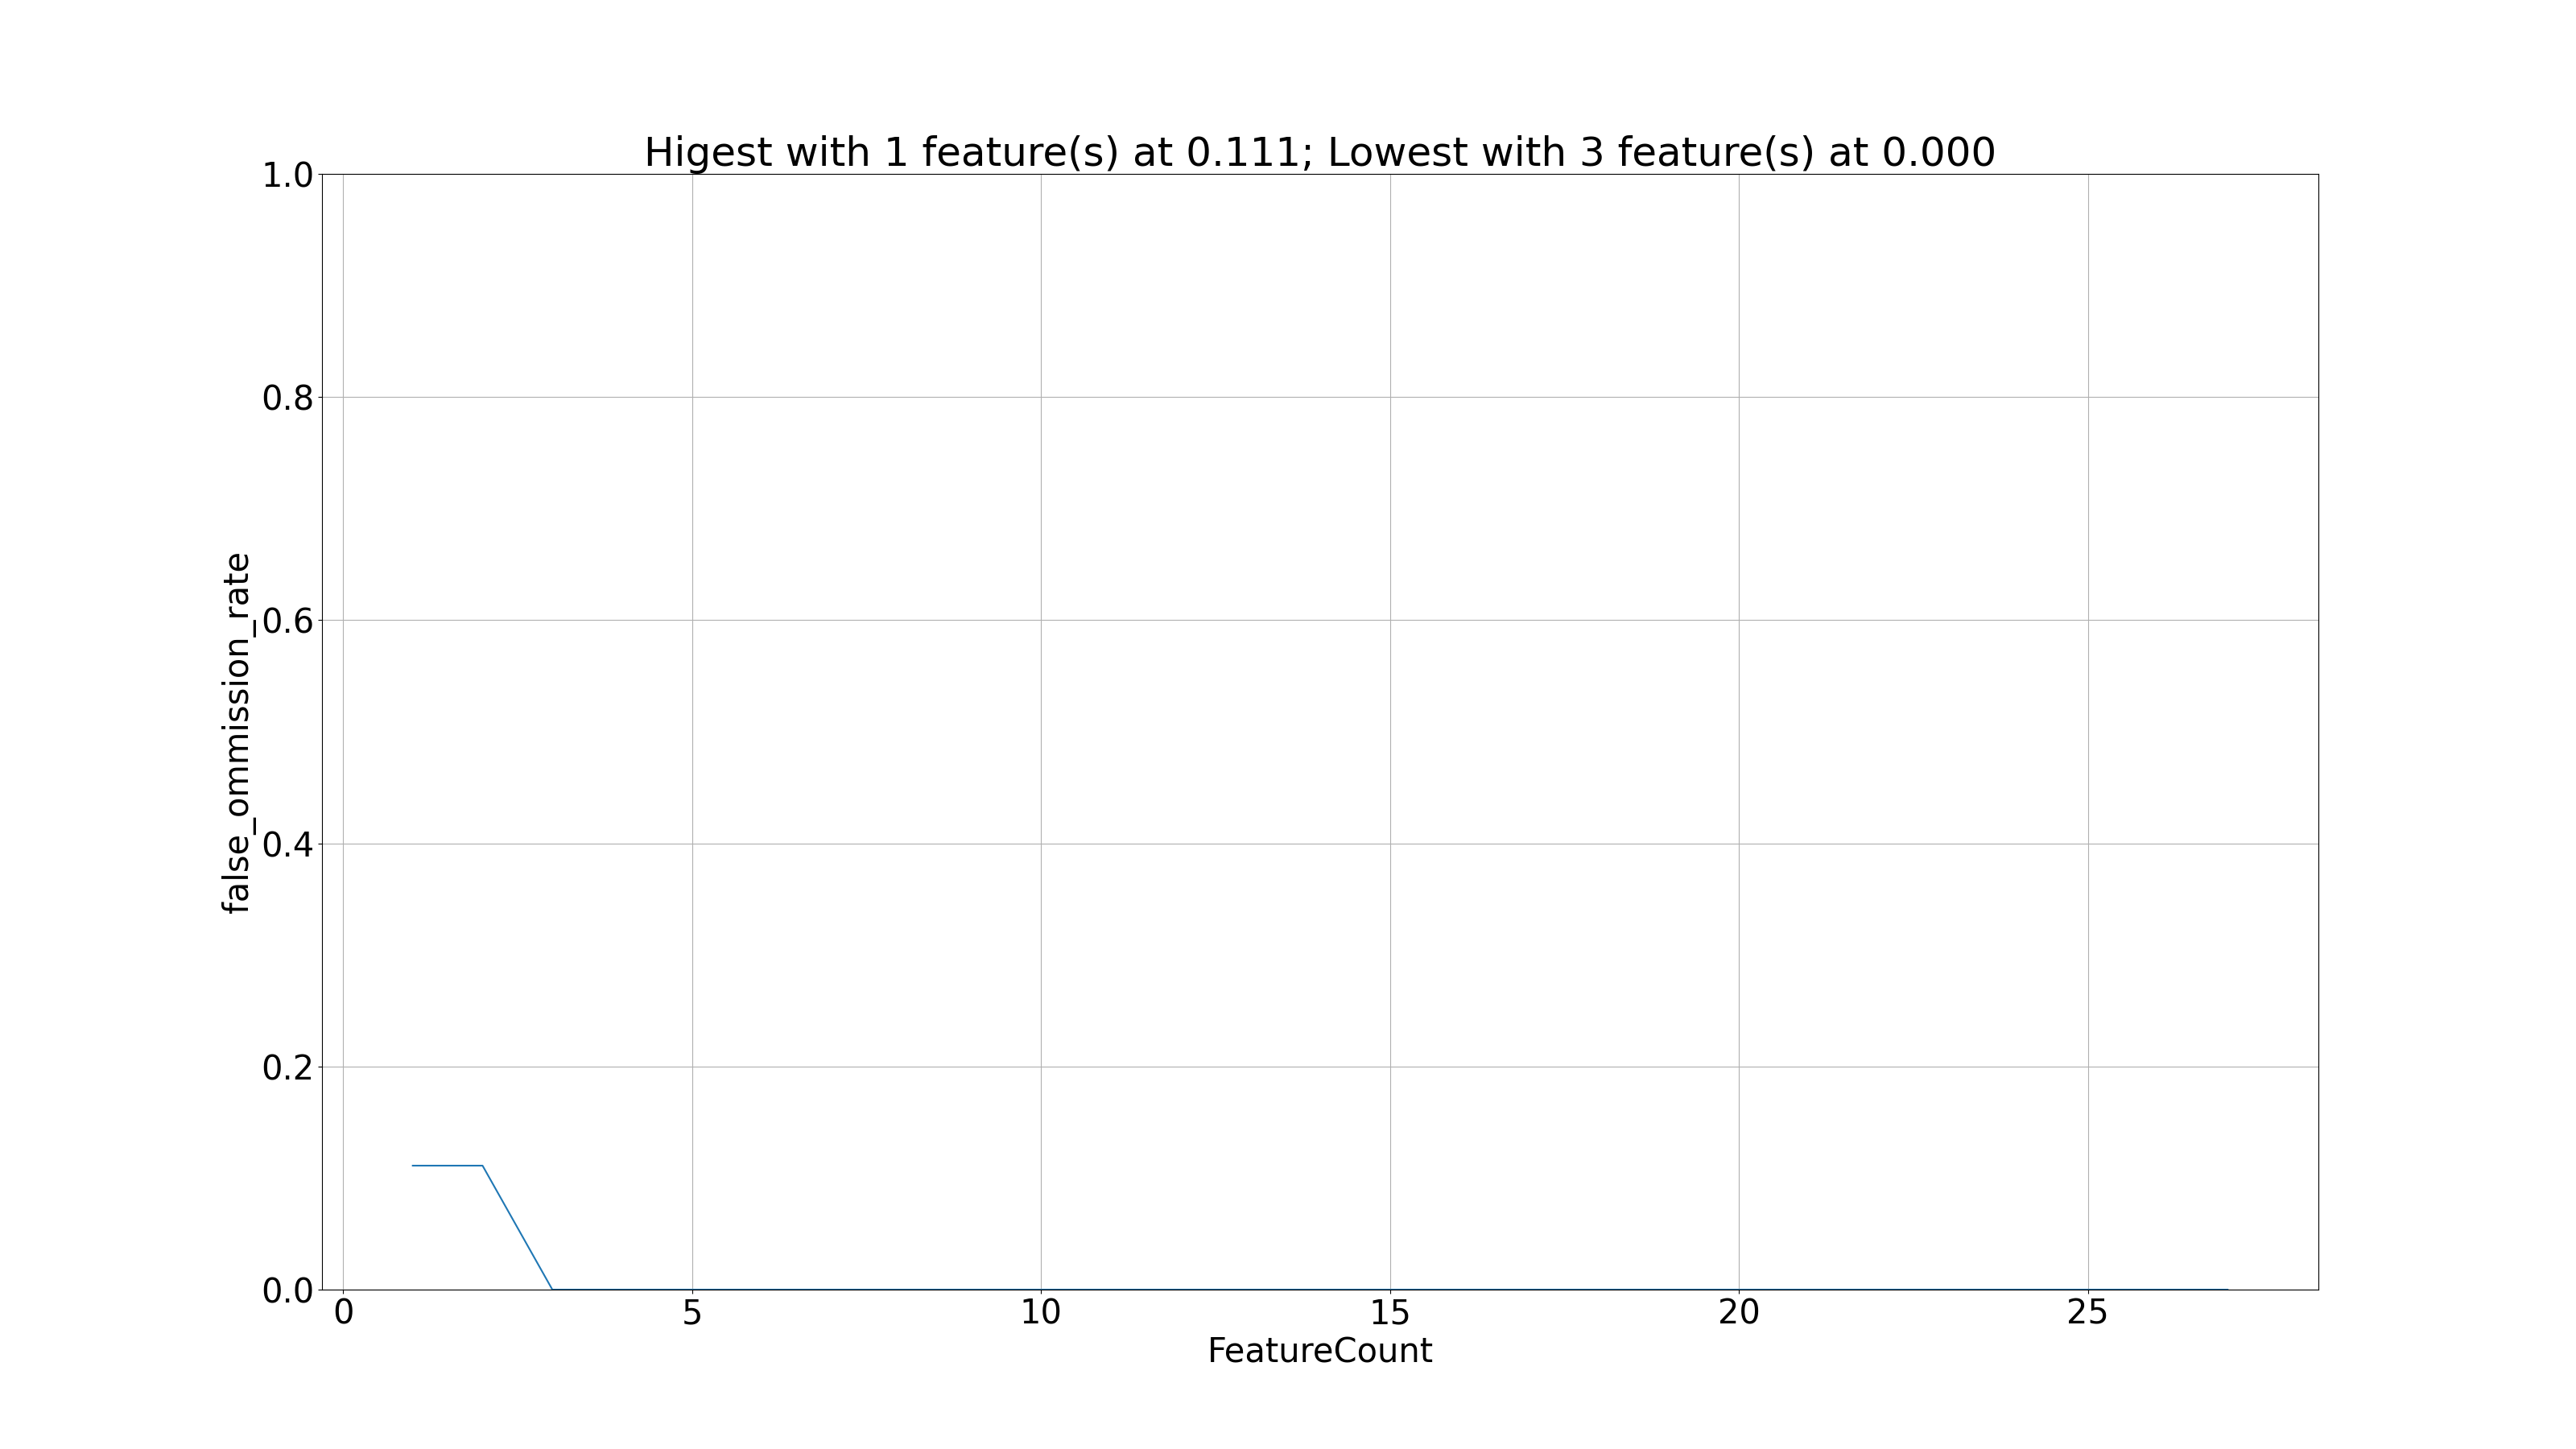 Higest with 1 feature(s) at 0.111; Lowest with 3 feature(s) at 0.000
1.0
0.8
0.6
0.4
0.2
0.0
false_ommission_rate
0 5 10 15 20 25
FeatureCount